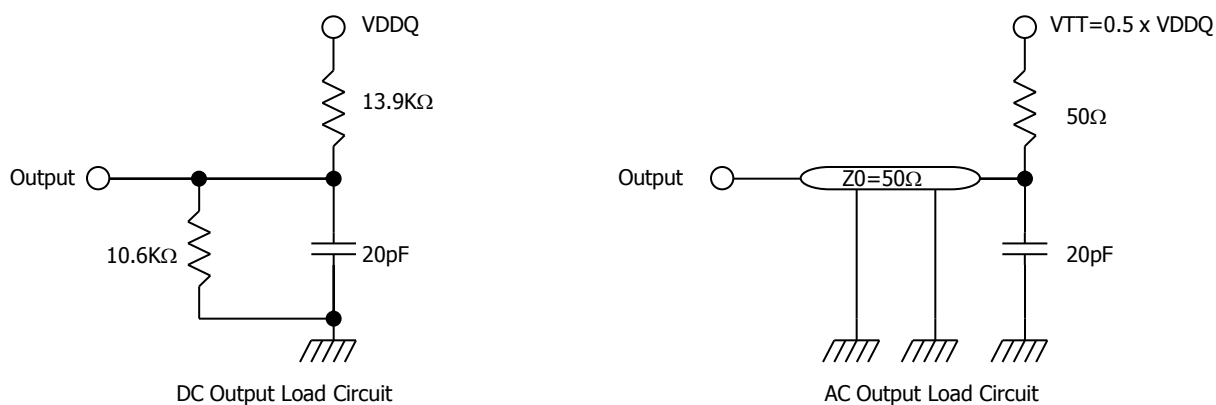 VDDQ
13.9KΩ
Output
10.6KΩ
20pF
DC Output Load Circuit
VTT=0.5 x VDDQ
50Ω
Output
Z0=50Ω
20pF
AC Output Load Circuit